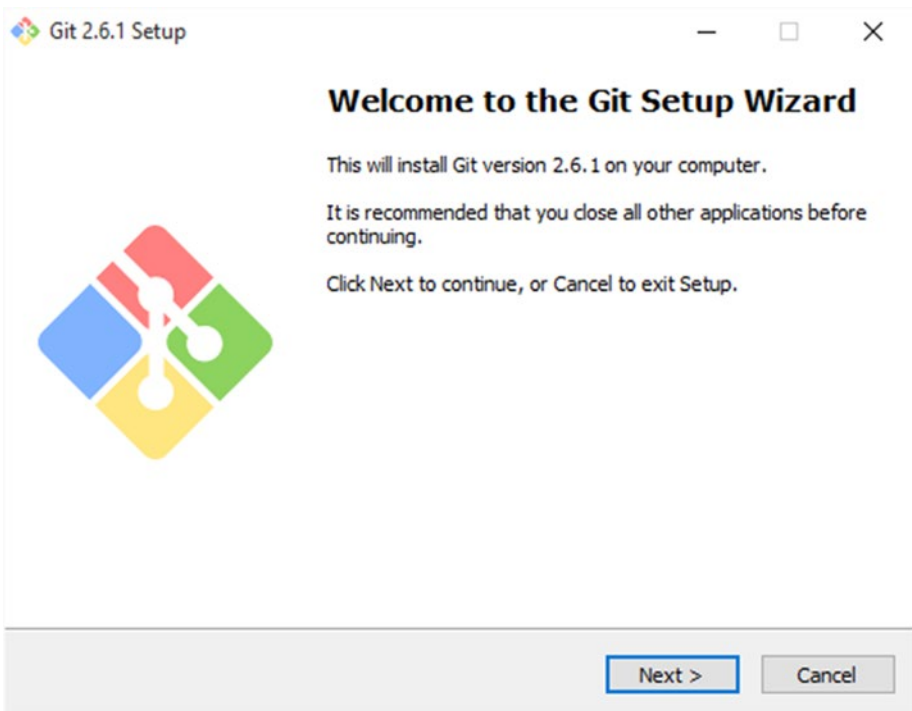 Git 2.6.1 Setup
Welcome to the Git Setup Wizard
This will install Git version 2.6.1 on your computer.
It is recommended that you close all other applications before
continuing.
Click Next to continue, or Cancel to exit Setup.
Next >
Cancel